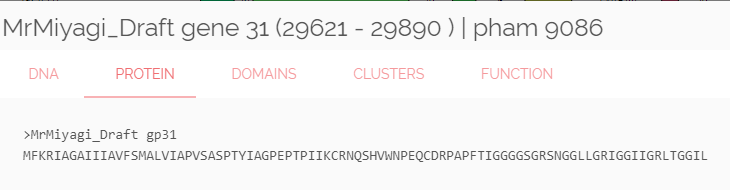 MrMiyagi_Draft gene 31 (29621 - 29890 ) | pham 9086
DNA PROTEIN DOMAINS CLUSTERS FUNCTION
>MrMiyagi_Draft gp31
MFKRIAGAIIIAVFSMALVIAPVSASPTYIAGPEPTPIIKCRNQSHVWNPEQCDRPAPFTIGGGGSGRSNGGLLGRIGGIIGRLTGGIL